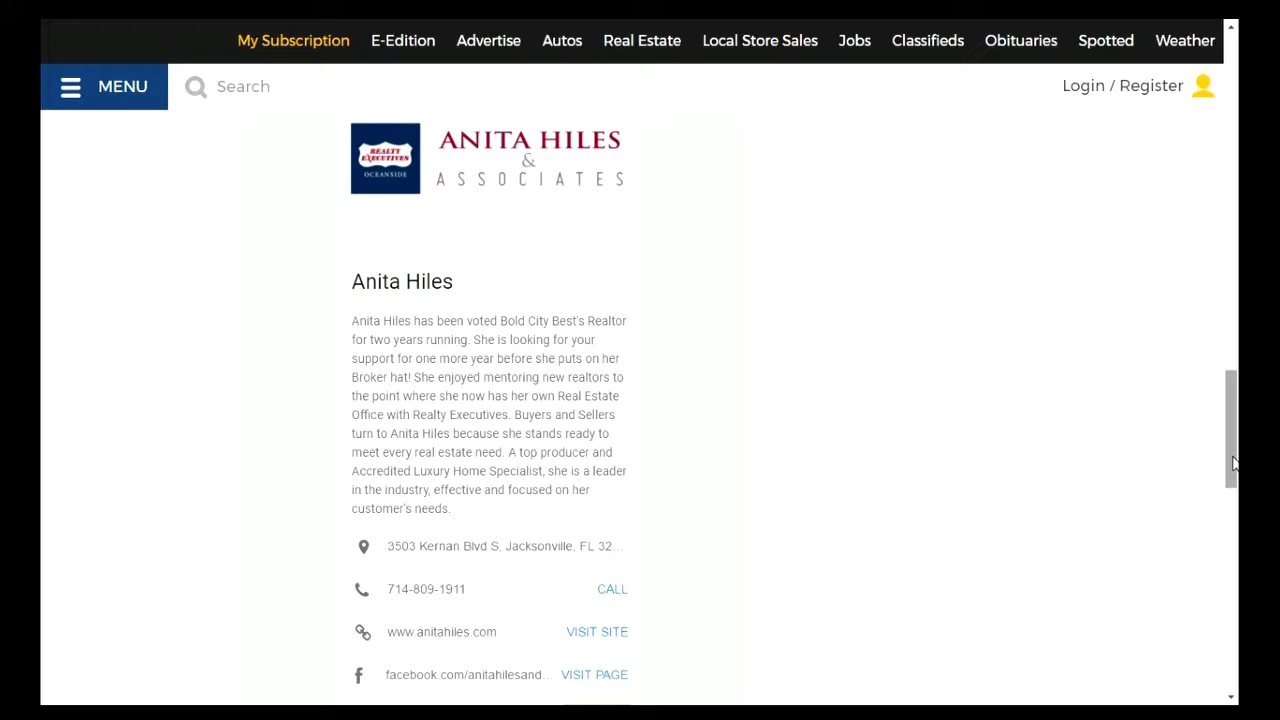 My Subscription E-Edition Advertise Autos Real Estate Local Store Sales Jobs Classifieds Obituaries Spotted Weather
MENU Search Login / Register
REALTY
EXECUTIVES
OCEANSIDE
ANITA HILES
&
ASSOCIATES
Anita Hiles
Anita Hiles has been voted Bold City Best's Realtor
for two years running. She is looking for your
support for one more year before she puts on her
Broker hat! She enjoyed mentoring new realtors to
the point where she now has her own Real Estate
Office with Realty Executives. Buyers and Sellers
turn to Anita Hiles because she stands ready to
meet every real estate need. A top producer and
Accredited Luxury Home Specialist, she is a leader
in the industry, effective and focused on her
customer's needs.
3503 Kernan Blvd S, Jacksonville, FL 32...
714-809-1911 CALL
www.anitahiles.com VISIT SITE
facebook.com/anitahilesand... VISIT PAGE